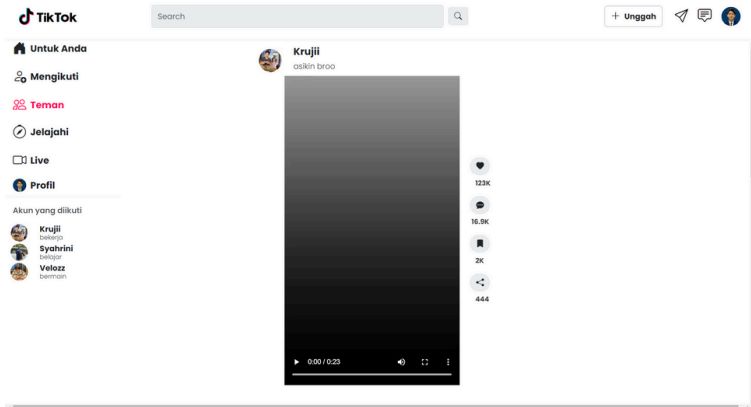 TikTok
Search
Unggah
Untuk Anda
Mengikuti
Teman
Jelajahi
Live
Profil
Akun yang diikuti
Krujii
bekerja
Syahrini
belajar
Velozz
bermain
Krujii
asikin broo
123K
16.9K
2K
444
0:00 / 0:23